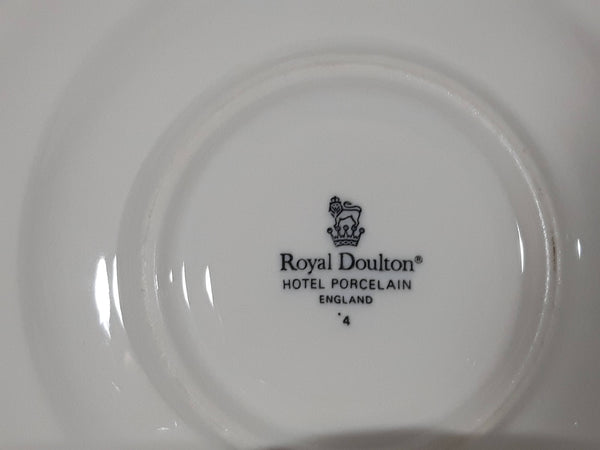 Royal Doulton®
HOTEL PORCELAIN
ENGLAND
4